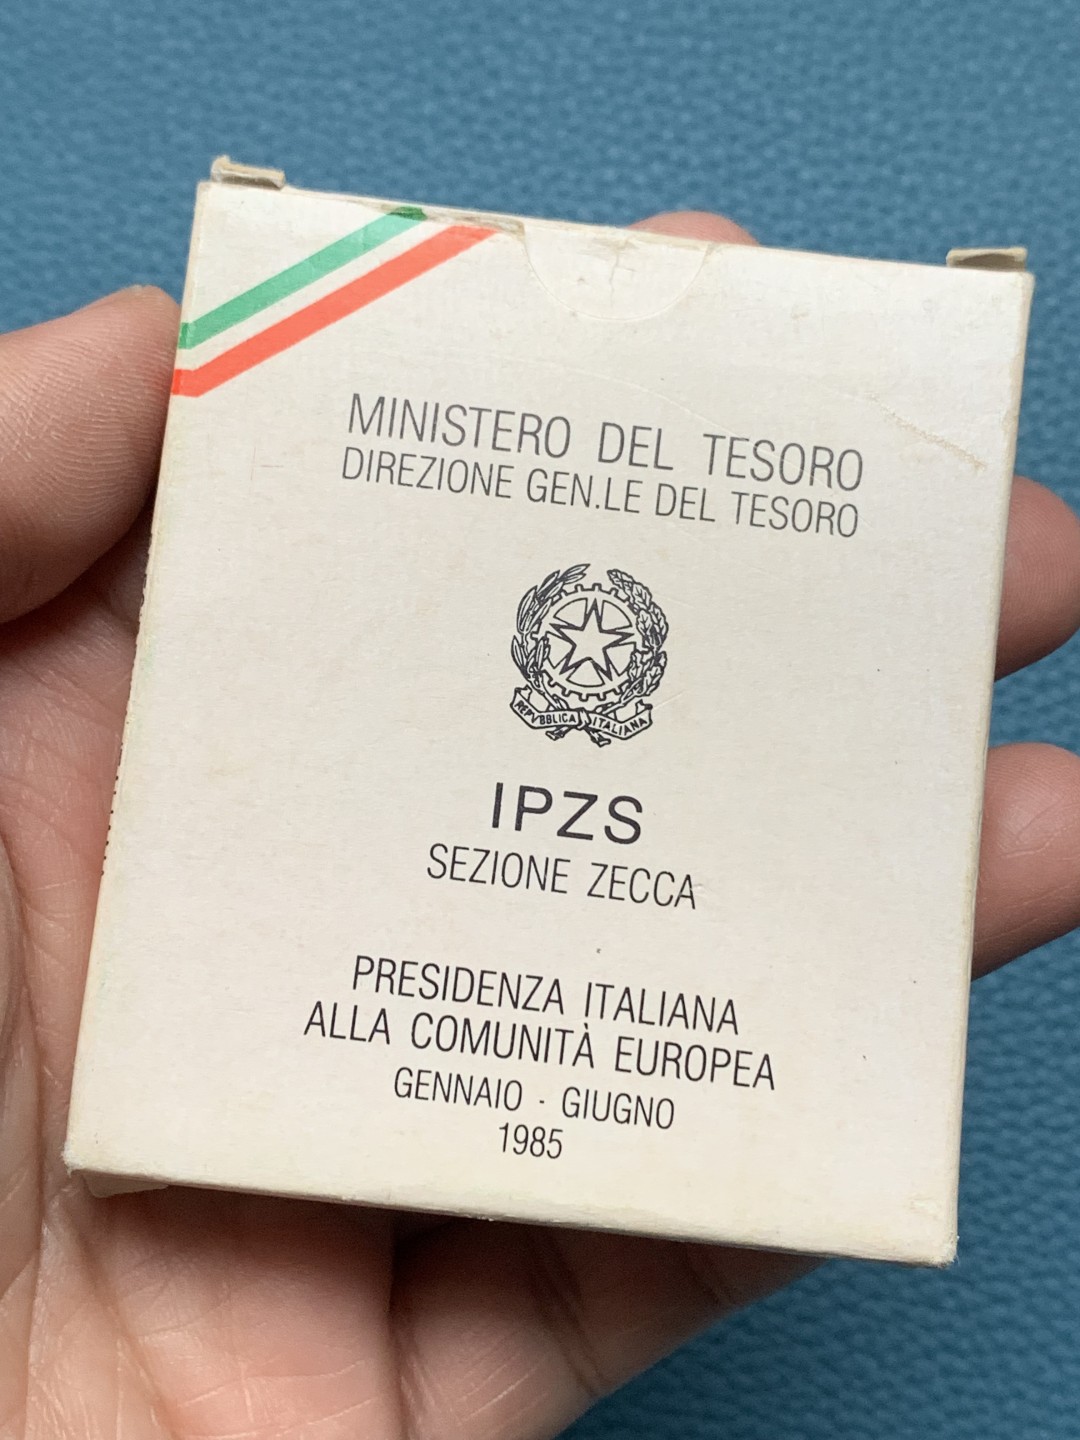 MINISTERO DEL TESORO
DIREZIONE GEN.LE DEL TESORO
REPVBBLICA ITALIANA
IPZS
SEZIONE ZECCA
PRESIDENZA ITALIANA
ALLA COMUNITÀ EUROPEA
GENNAIO - GIUGNO
1985